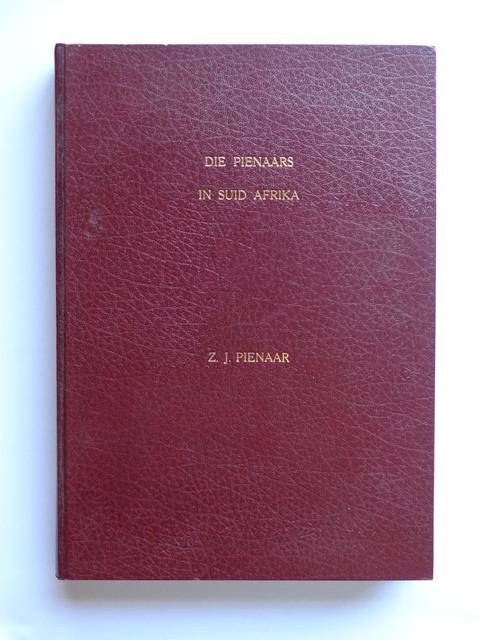 DIE PIENAARS
IN SUID AFRIKA
Z. J. PIENAAR